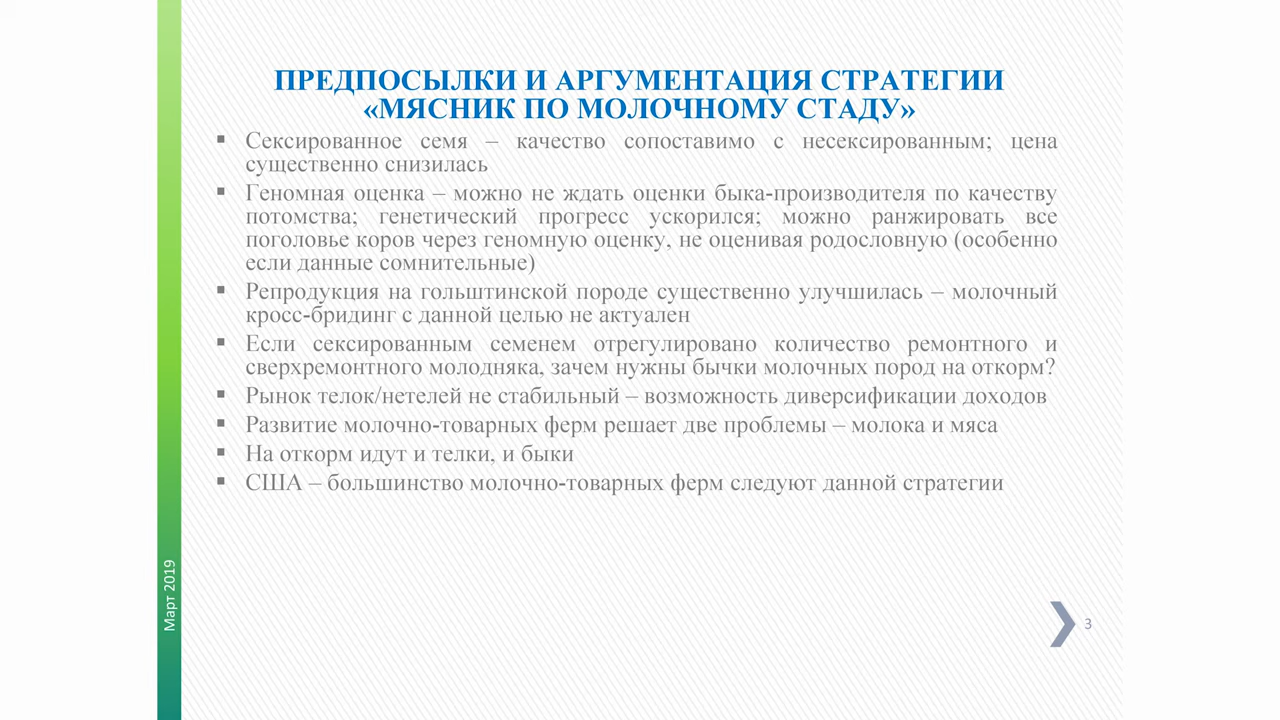 ПРЕДПОСЫЛКИ И АРГУМЕНТАЦИЯ СТРАТЕГИИ
«МЯСНИК ПО МОЛОЧНОМУ СТАДУ»
▪ Сексированное семя – качество сопоставимо с несексированным; цена
существенно снизилась
▪ Геномная оценка – можно не ждать оценки быка-производителя по качеству
потомства; генетический прогресс ускорился; можно ранжировать все
поголовье коров через геномную оценку, не оценивая родословную (особенно
если данные сомнительные)
▪ Репродукция на гольштинской породе существенно улучшилась – молочный
кросс-бридинг с данной целью не актуален
▪ Если сексированным семенем отрегулировано количество ремонтного и
сверхремонтного молодняка, зачем нужны бычки молочных пород на откорм?
▪ Рынок телок/нетелей не стабильный – возможность диверсификации доходов
▪ Развитие молочно-товарных ферм решает две проблемы – молока и мяса
▪ На откорм идут и телки, и быки
▪ США – большинство молочно-товарных ферм следуют данной стратегии
Март 2019
3